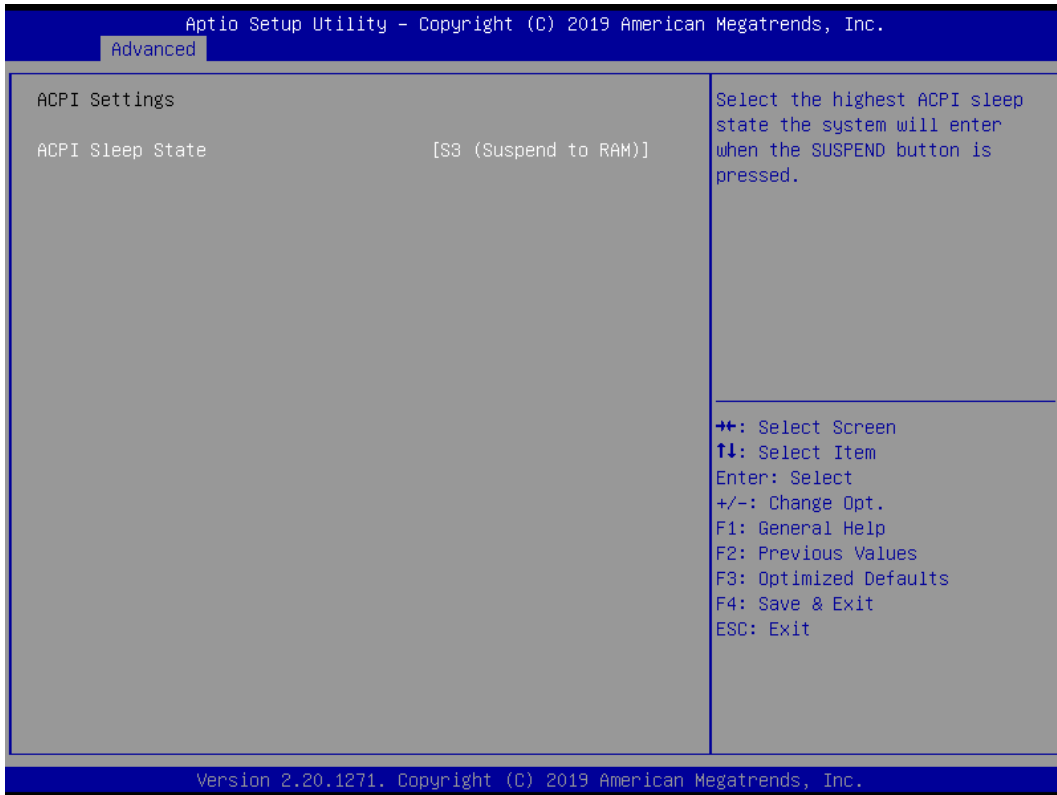 Aptio Setup Utility – Copyright (C) 2019 American Megatrends, Inc.
Advanced
ACPI Settings
ACPI Sleep State [S3 (Suspend to RAM)]
Select the highest ACPI sleep
state the system will enter
when the SUSPEND button is
pressed.
→←: Select Screen
↑↓: Select Item
Enter: Select
+/-: Change Opt.
F1: General Help
F2: Previous Values
F3: Optimized Defaults
F4: Save & Exit
ESC: Exit
Version 2.20.1271. Copyright (C) 2019 American Megatrends, Inc.